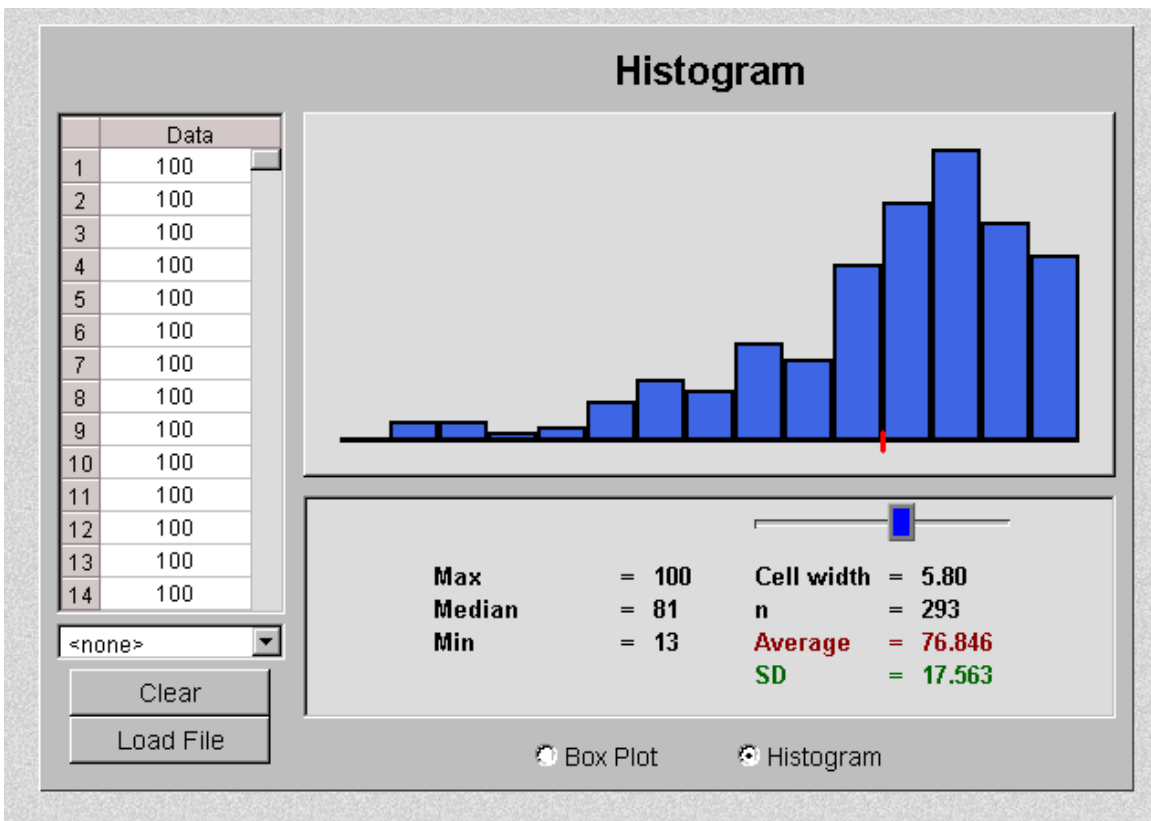 Histogram
Data
1 100
2 100
3 100
4 100
5 100
6 100
7 100
8 100
9 100
10 100
11 100
12 100
13 100
14 100
<none>
Clear
Load File
Max = 100 Cell width = 5.80
Median = 81 n = 293
Min = 13 Average = 76.846
SD = 17.563
Box Plot Histogram